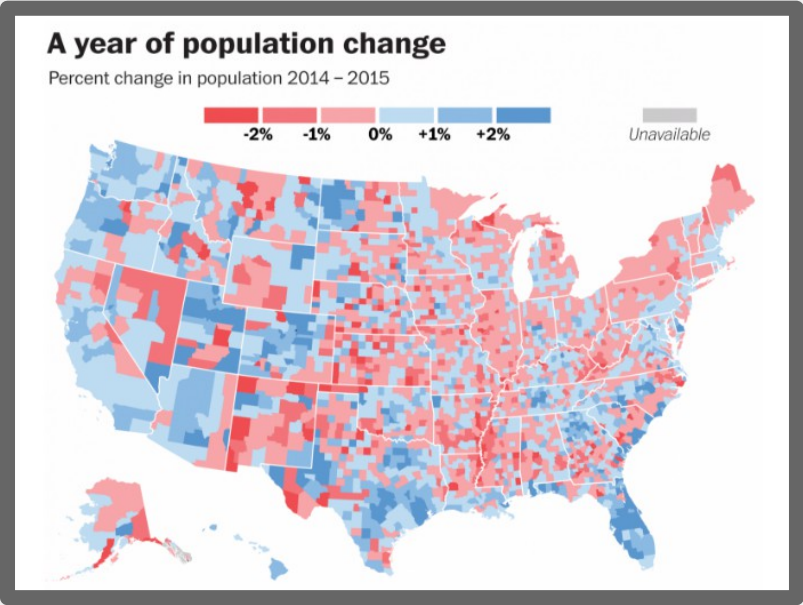 A year of population change
Percent change in population 2014 – 2015
-2% -1% 0% +1% +2%
Unavailable